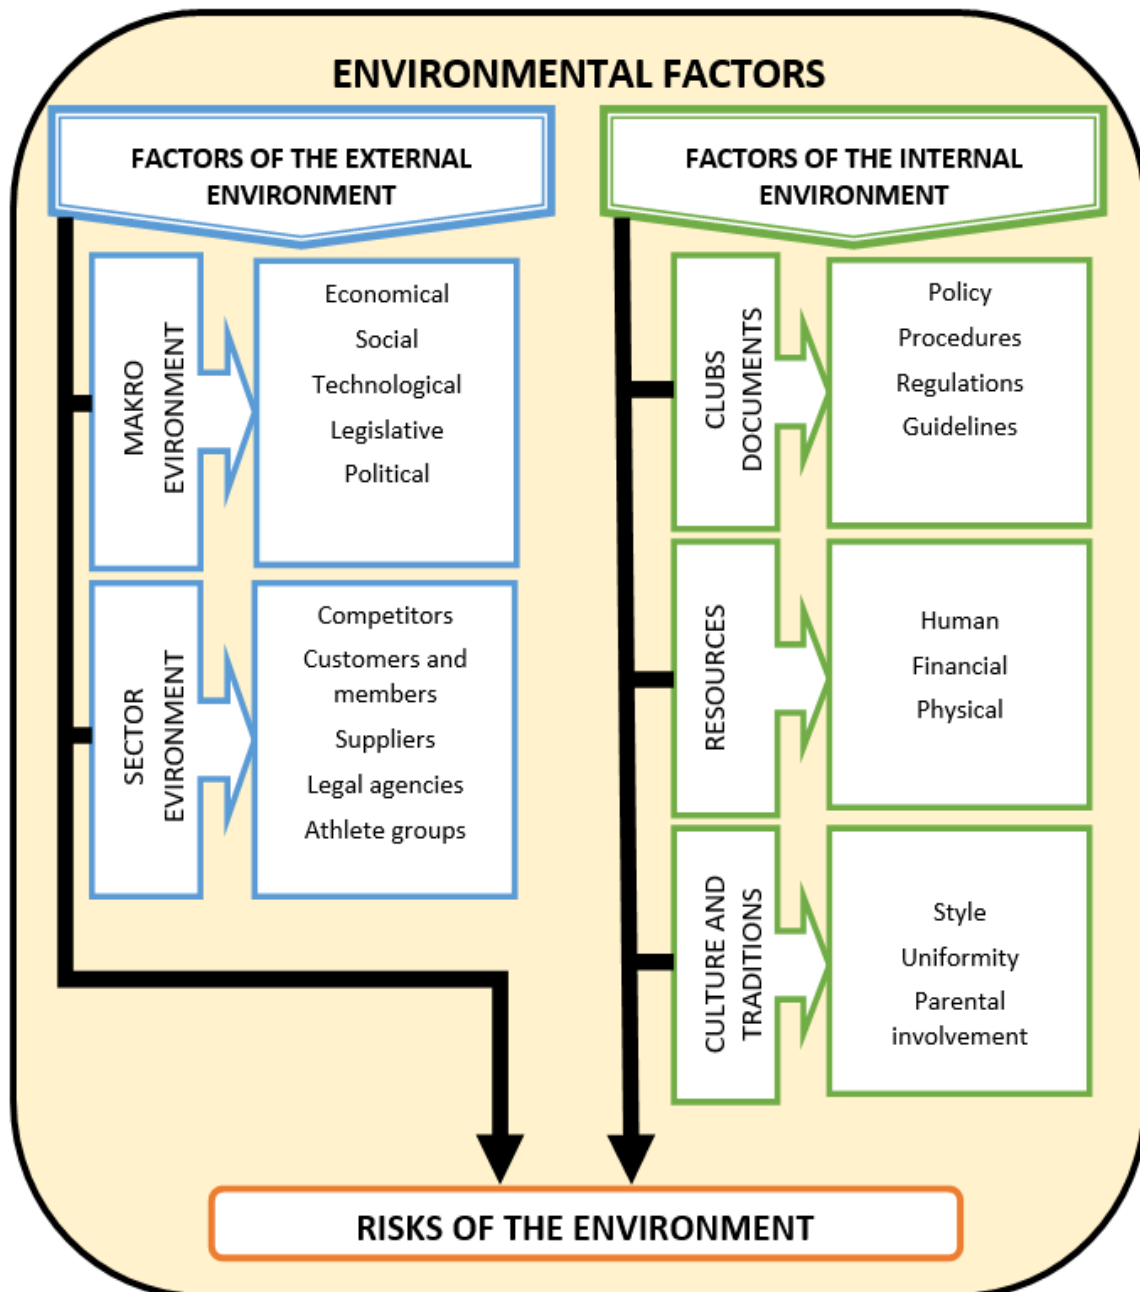 ENVIRONMENTAL FACTORS
FACTORS OF THE EXTERNAL
ENVIRONMENT
MAKRO
EVIRONMENT
Economical
Social
Technological
Legislative
Political
SECTOR
EVIRONMENT
Competitors
Customers and
members
Suppliers
Legal agencies
Athlete groups
FACTORS OF THE INTERNAL
ENVIRONMENT
CLUBS
DOCUMENTS
Policy
Procedures
Regulations
Guidelines
RESOURCES
Human
Financial
Physical
CULTURE AND
TRADITIONS
Style
Uniformity
Parental
involvement
RISKS OF THE ENVIRONMENT